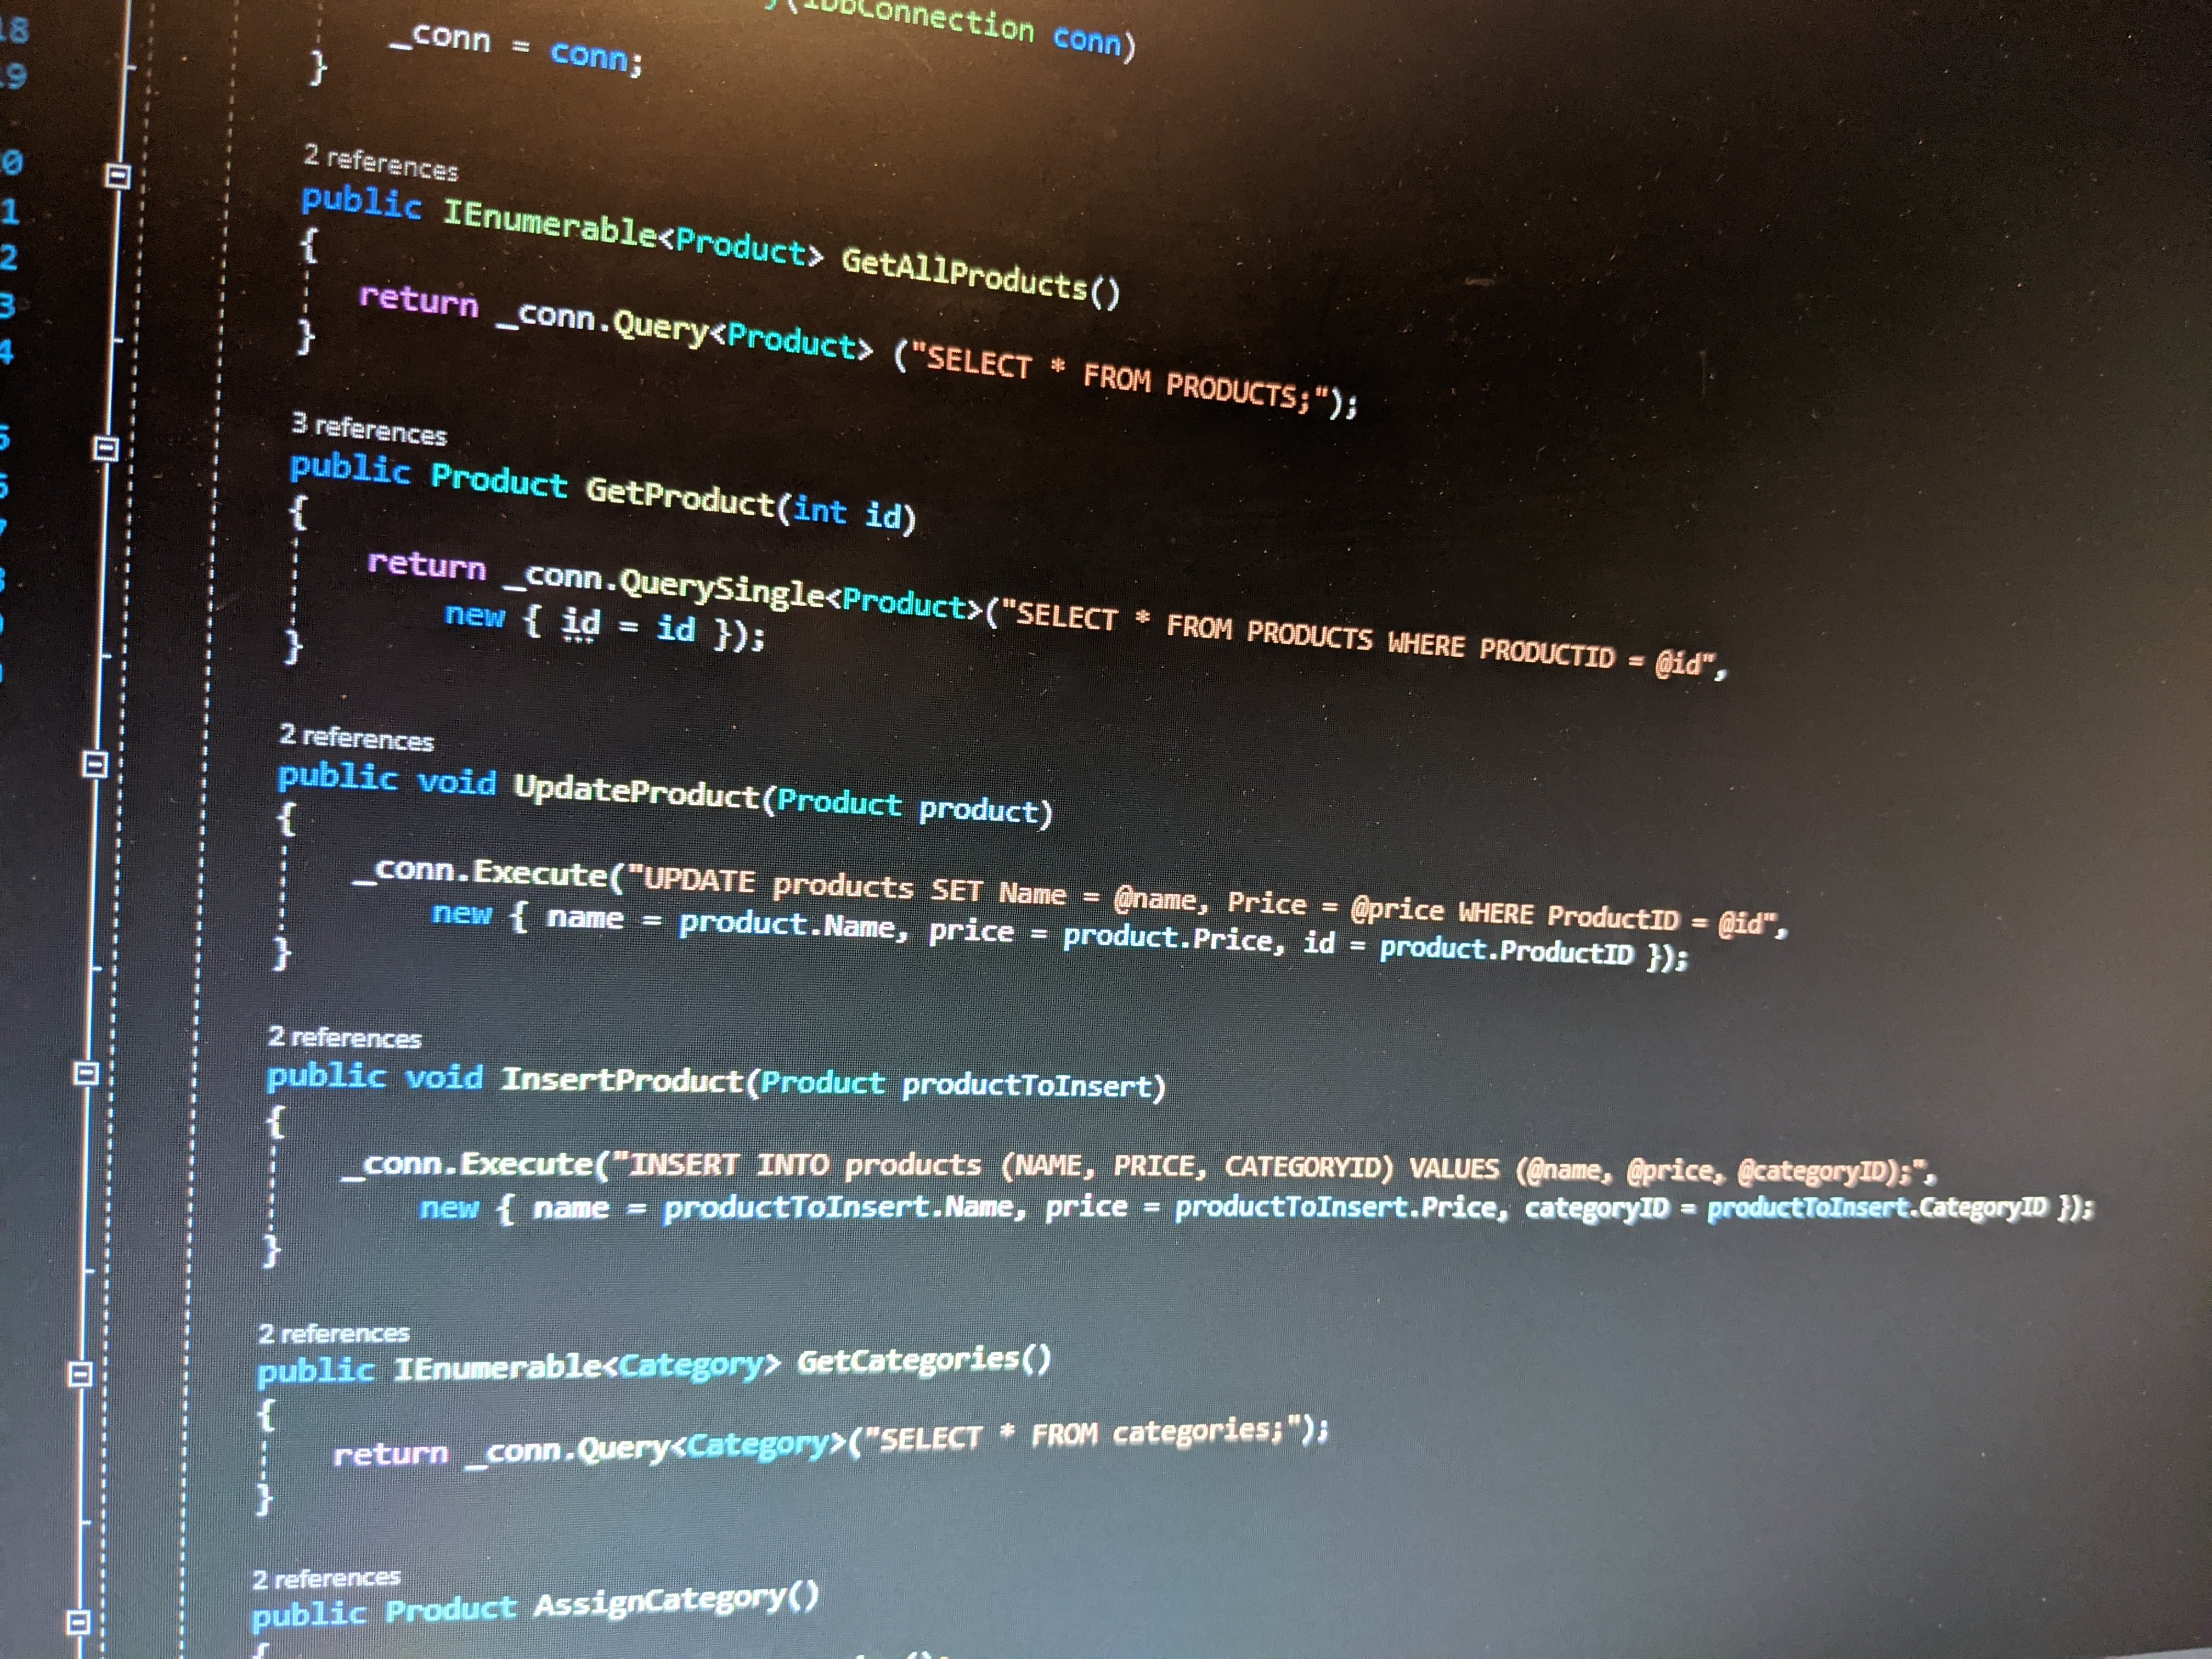 18 (IDbConnection conn)
19 _conn = conn;
}
2 references
public IEnumerable<Product> GetAllProducts()
{
return _conn.Query<Product> ("SELECT * FROM PRODUCTS;");
}
3 references
public Product GetProduct(int id)
{
return _conn.QuerySingle<Product>("SELECT * FROM PRODUCTS WHERE PRODUCTID = @id",
new { id = id });
}
2 references
public void UpdateProduct(Product product)
{
_conn.Execute("UPDATE products SET Name = @name, Price = @price WHERE ProductID = @id",
new { name = product.Name, price = product.Price, id = product.ProductID });
}
2 references
public void InsertProduct(Product productToInsert)
{
_conn.Execute("INSERT INTO products (NAME, PRICE, CATEGORYID) VALUES (@name, @price, @categoryID);",
new { name = productToInsert.Name, price = productToInsert.Price, categoryID = productToInsert.CategoryID });
}
2 references
public IEnumerable<Category> GetCategories()
{
return _conn.Query<Category>("SELECT * FROM categories;");
}
2 references
public Product AssignCategory()
{